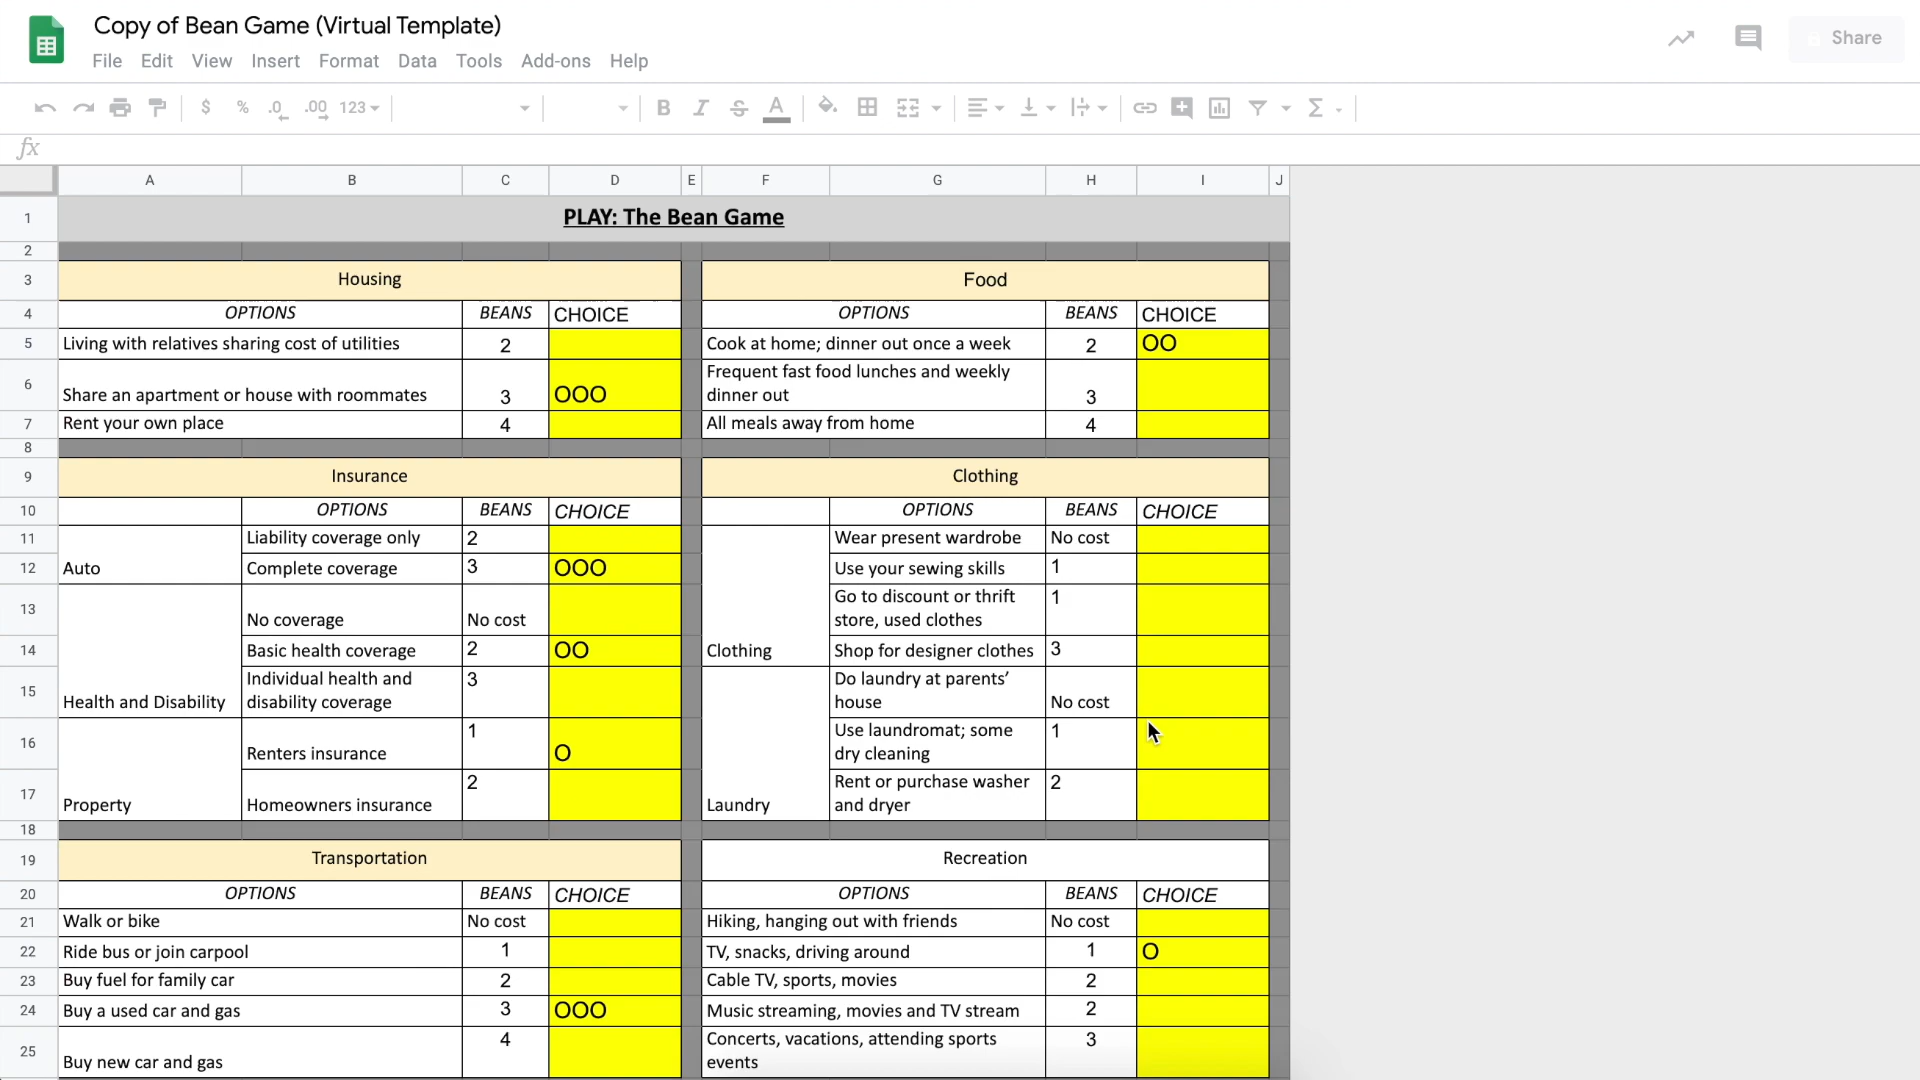 Copy of Bean Game (Virtual Template)
File Edit View Insert Format Data Tools Add-ons Help
Share
$ % .0 .00 123 B I S A Σ
fx
A B C D E F G H I J
1 PLAY: The Bean Game
2
3 Housing Food
4 OPTIONS BEANS CHOICE OPTIONS BEANS CHOICE
5 Living with relatives sharing cost of utilities 2 Cook at home; dinner out once a week 2 OO
Frequent fast food lunches and weekly
6 Share an apartment or house with roommates 3 OOO dinner out 3
7 Rent your own place 4 All meals away from home 4
8
9 Insurance Clothing
10 OPTIONS BEANS CHOICE OPTIONS BEANS CHOICE
11 Liability coverage only 2 Wear present wardrobe No cost
12 Auto Complete coverage 3 OOO Use your sewing skills 1
Go to discount or thrift 1
13 No coverage No cost store, used clothes
14 Basic health coverage 2 OO Clothing Shop for designer clothes 3
Individual health and 3 Do laundry at parents’
15 Health and Disability disability coverage house No cost
1 Use laundromat; some 1
16 Renters insurance O dry cleaning
2 Rent or purchase washer 2
17 Property Homeowners insurance Laundry and dryer
18
19 Transportation Recreation
20 OPTIONS BEANS CHOICE OPTIONS BEANS CHOICE
21 Walk or bike No cost Hiking, hanging out with friends No cost
22 Ride bus or join carpool 1 TV, snacks, driving around 1 O
23 Buy fuel for family car 2 Cable TV, sports, movies 2
24 Buy a used car and gas 3 OOO Music streaming, movies and TV stream 2
4 Concerts, vacations, attending sports 3
25 Buy new car and gas events